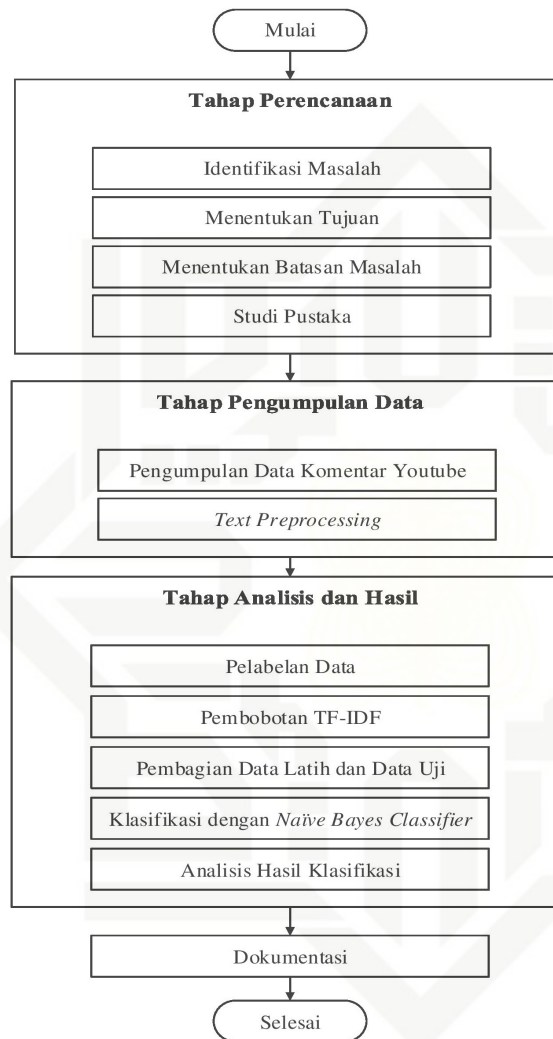 Mulai
Tahap Perencanaan
Identifikasi Masalah
Menentukan Tujuan
Menentukan Batasan Masalah
Studi Pustaka
Tahap Pengumpulan Data
Pengumpulan Data Komentar Youtube
Text Preprocessing
Tahap Analisis dan Hasil
Pelabelan Data
Pembobotan TF-IDF
Pembagian Data Latih dan Data Uji
Klasifikasi dengan Naïve Bayes Classifier
Analisis Hasil Klasifikasi
Dokumentasi
Selesai